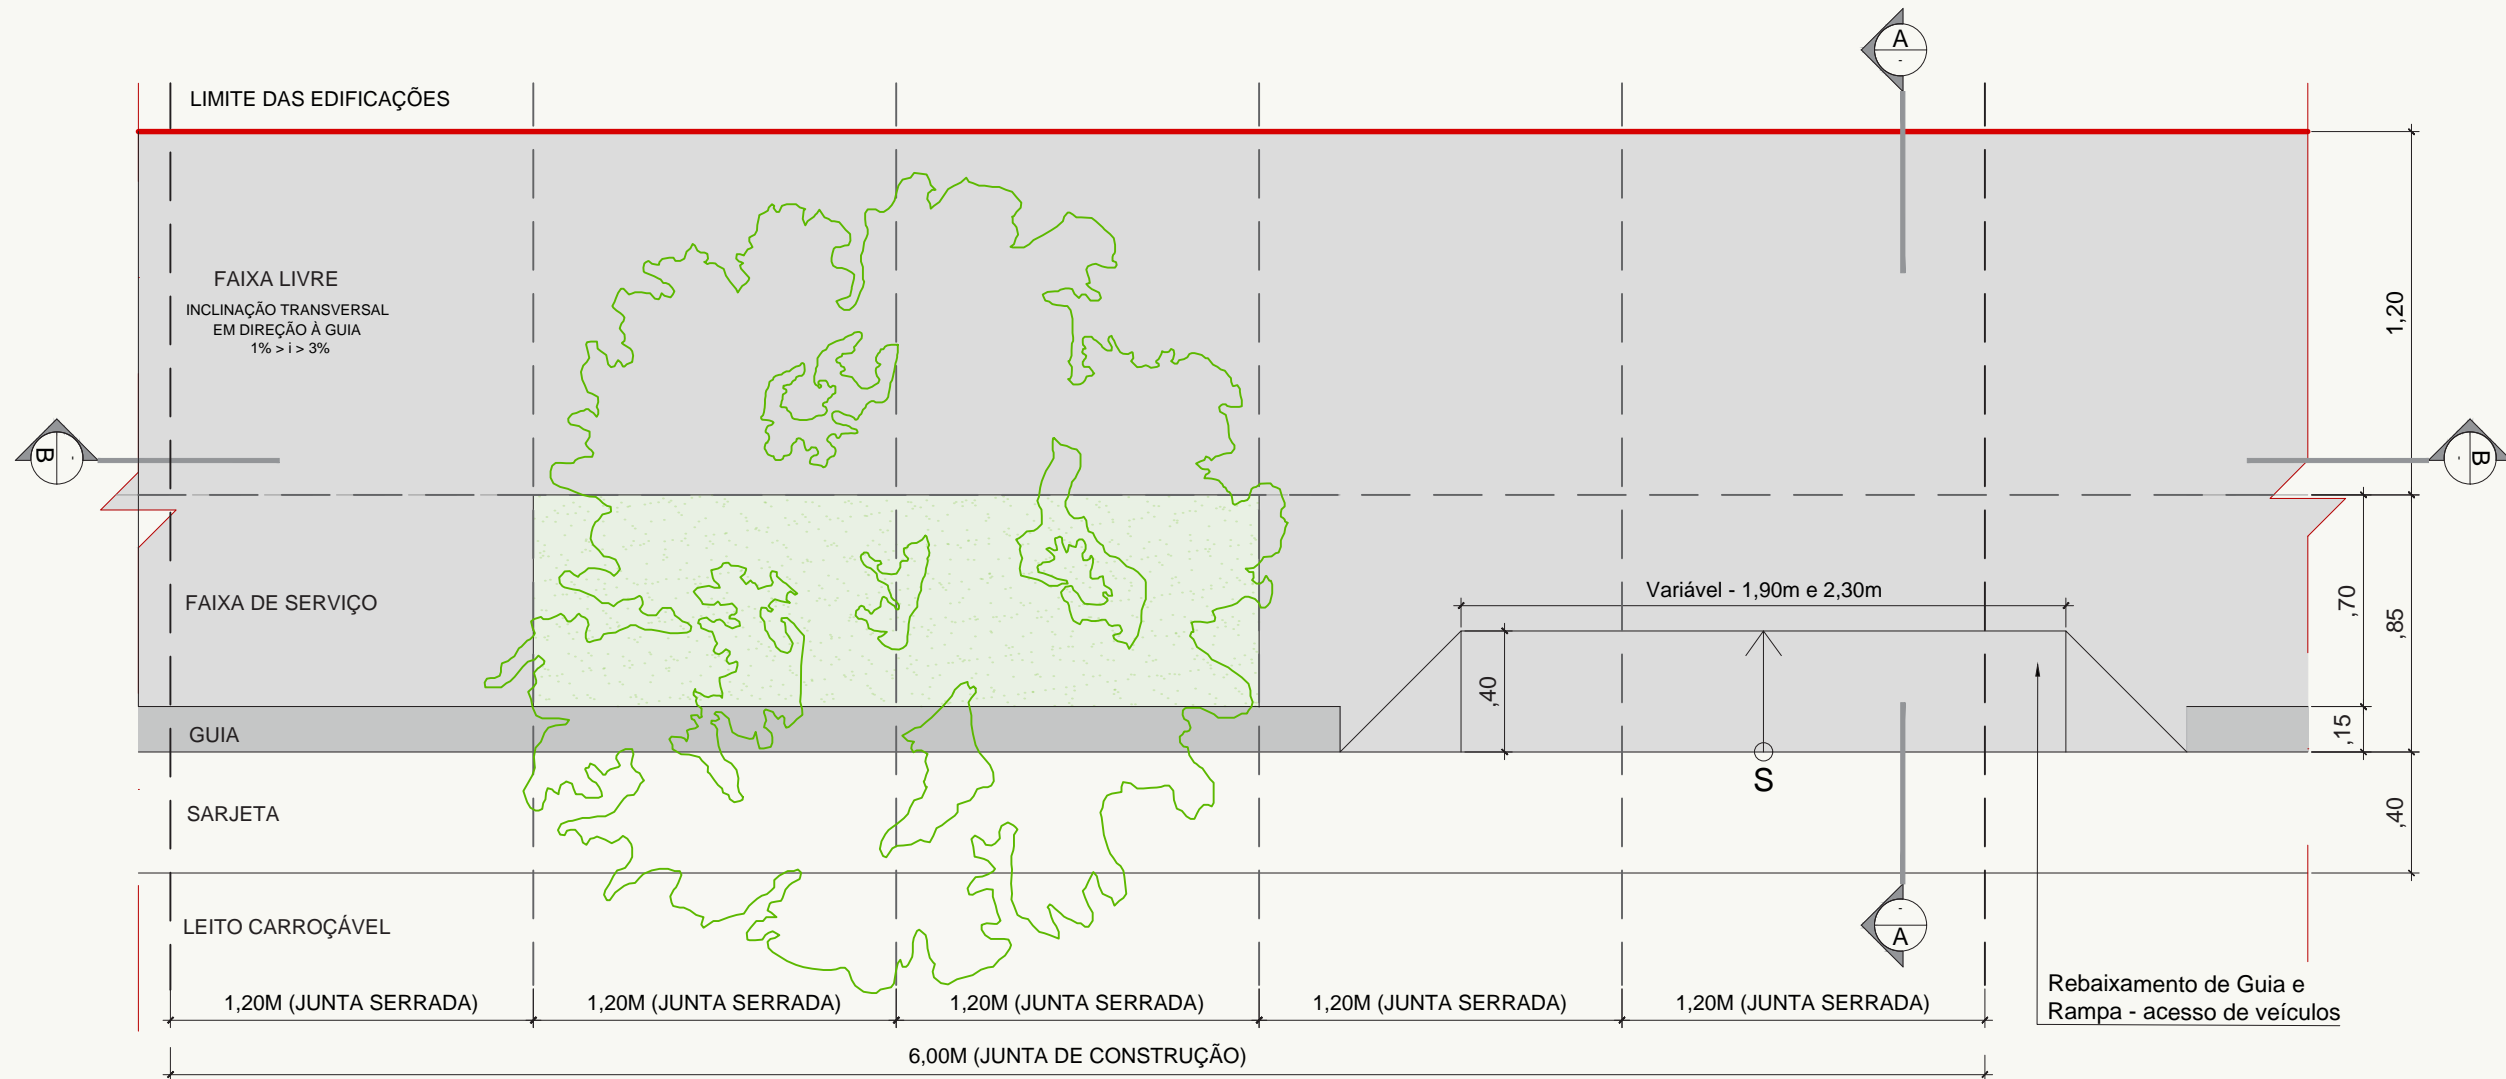 A
-
LIMITE DAS EDIFICAÇÕES
FAIXA LIVRE
INCLINAÇÃO TRANSVERSAL
EM DIREÇÃO À GUIA
1% > i > 3%
1,20
B
-
B
-
FAIXA DE SERVIÇO
Variável - 1,90m e 2,30m
,70
,85
,40
GUIA
,15
S
SARJETA
,40
LEITO CARROÇÁVEL
-
A
Rebaixamento de Guia e
Rampa - acesso de veículos
1,20M (JUNTA SERRADA)
1,20M (JUNTA SERRADA)
1,20M (JUNTA SERRADA)
1,20M (JUNTA SERRADA)
1,20M (JUNTA SERRADA)
6,00M (JUNTA DE CONSTRUÇÃO)